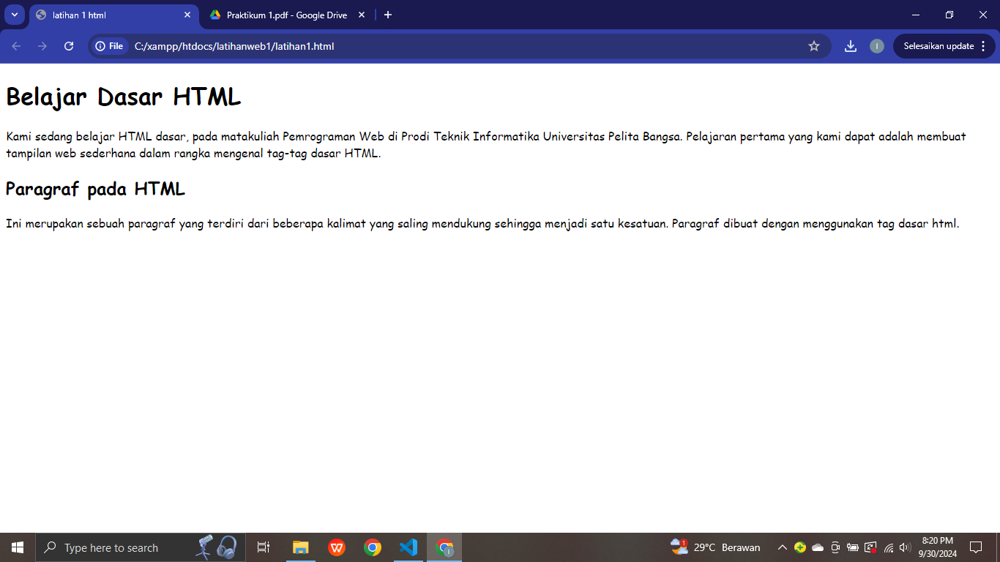 latihan 1 html
Praktikum 1.pdf - Google Drive
File
C:/xampp/htdocs/latihanweb1/latihan1.html
I
Selesaikan update
Belajar Dasar HTML
Kami sedang belajar HTML dasar, pada matakuliah Pemrograman Web di Prodi Teknik Informatika Universitas Pelita Bangsa. Pelajaran pertama yang kami dapat adalah membuat
tampilan web sederhana dalam rangka mengenal tag-tag dasar HTML.
Paragraf pada HTML
Ini merupakan sebuah paragraf yang terdiri dari beberapa kalimat yang saling mendukung sehingga menjadi satu kesatuan. Paragraf dibuat dengan menggunakan tag dasar html.
Type here to search
W
I
1
29°C Berawan
8:20 PM
9/30/2024